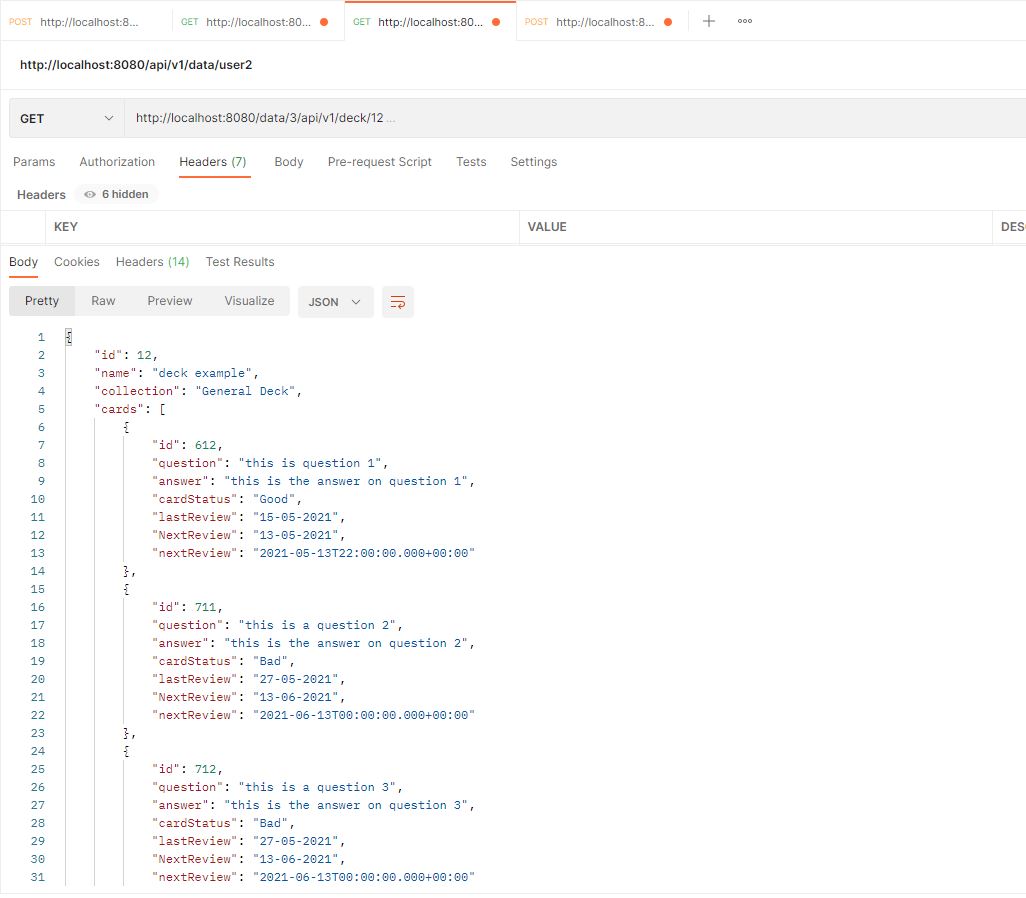 POST http://localhost:8... GET http://localhost:80... GET http://localhost:80... POST http://localhost:8...
http://localhost:8080/api/v1/data/user2
GET http://localhost:8080/data/3/api/v1/deck/12 ...
Params Authorization Headers (7) Body Pre-request Script Tests Settings
Headers 6 hidden
KEY VALUE DES
Body Cookies Headers (14) Test Results
Pretty Raw Preview Visualize JSON
1 {
2 "id": 12,
3 "name": "deck example",
4 "collection": "General Deck",
5 "cards": [
6 {
7 "id": 612,
8 "question": "this is question 1",
9 "answer": "this is the answer on question 1",
10 "cardStatus": "Good",
11 "lastReview": "15-05-2021",
12 "NextReview": "13-05-2021",
13 "nextReview": "2021-05-13T22:00:00.000+00:00"
14 },
15 {
16 "id": 711,
17 "question": "this is a question 2",
18 "answer": "this is the answer on question 2",
19 "cardStatus": "Bad",
20 "lastReview": "27-05-2021",
21 "NextReview": "13-06-2021",
22 "nextReview": "2021-06-13T00:00:00.000+00:00"
23 },
24 {
25 "id": 712,
26 "question": "this is a question 3",
27 "answer": "this is the answer on question 3",
28 "cardStatus": "Bad",
29 "lastReview": "27-05-2021",
30 "NextReview": "13-06-2021",
31 "nextReview": "2021-06-13T00:00:00.000+00:00"